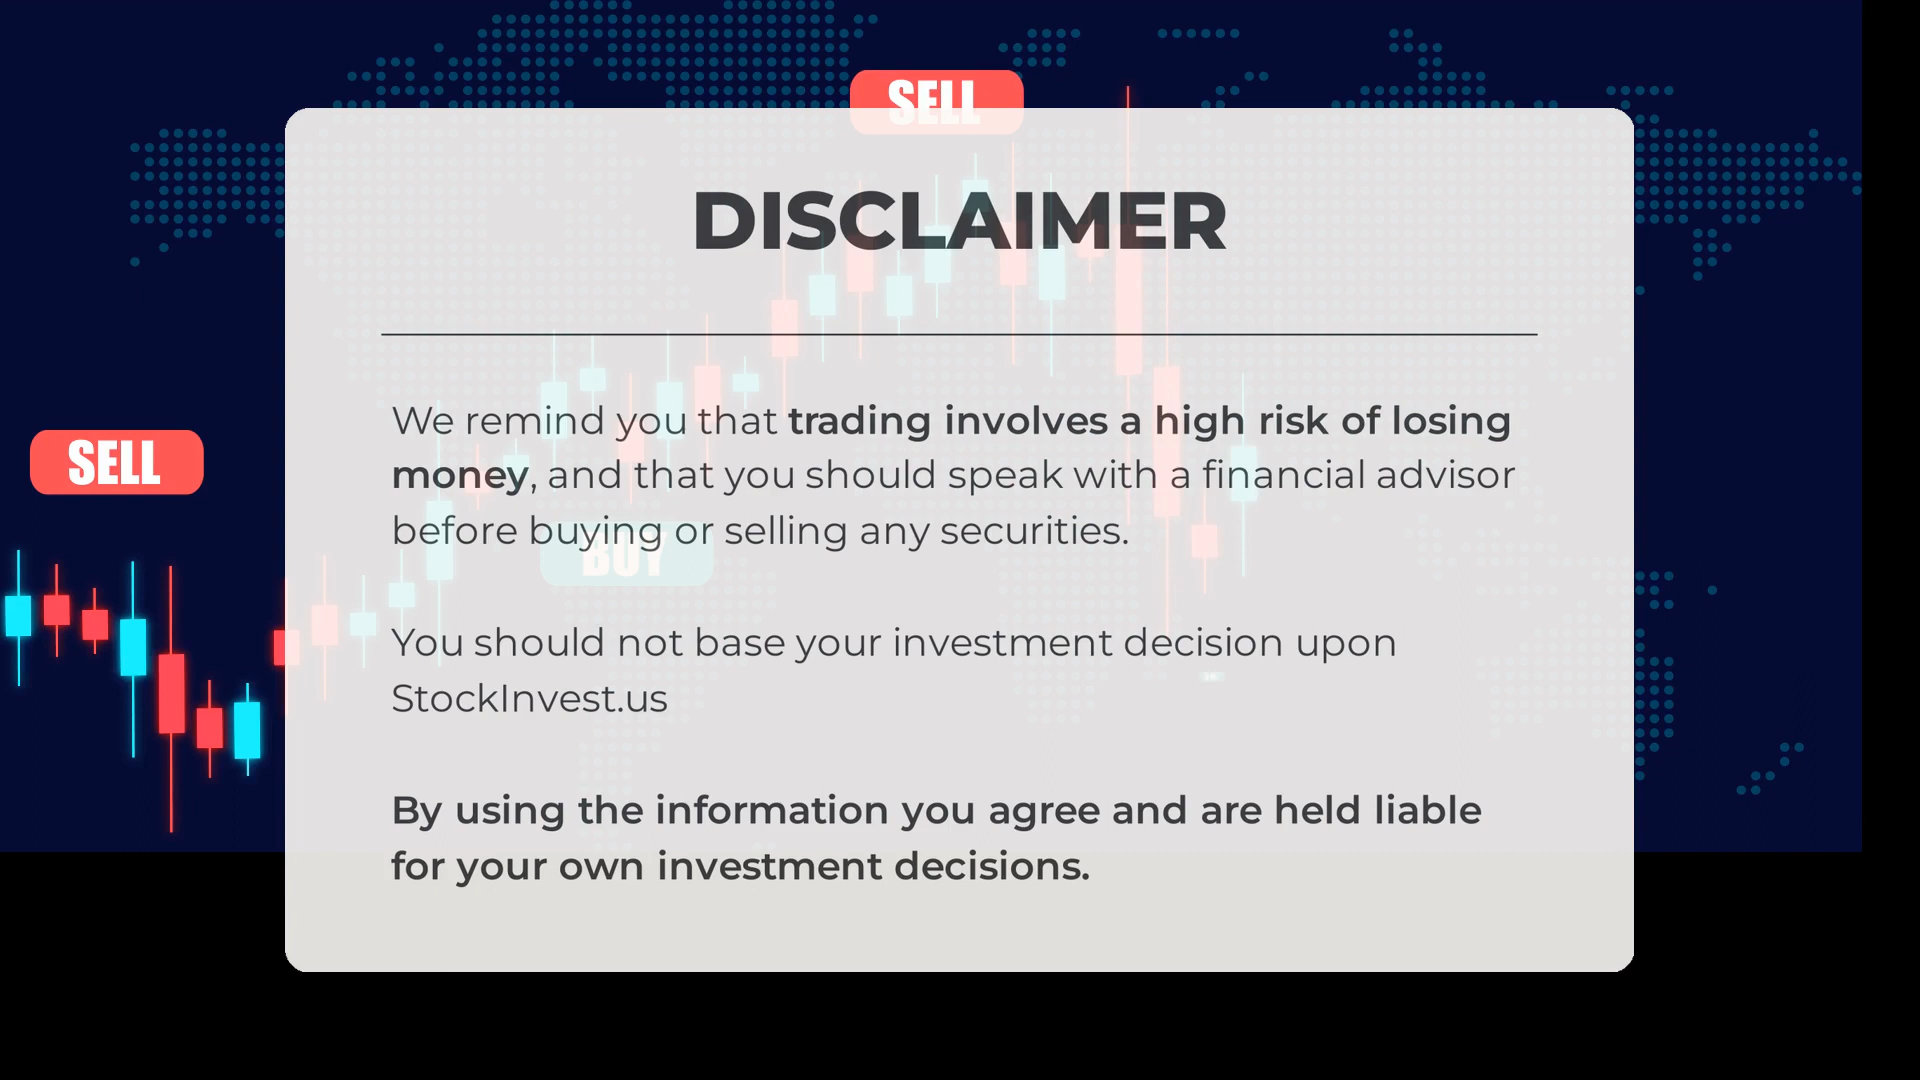 SELL
DISCLAIMER
We remind you that trading involves a high risk of losing
money, and that you should speak with a financial advisor
before buying or selling any securities.
SELL
BUY
You should not base your investment decision upon
StockInvest.us
By using the information you agree and are held liable
for your own investment decisions.